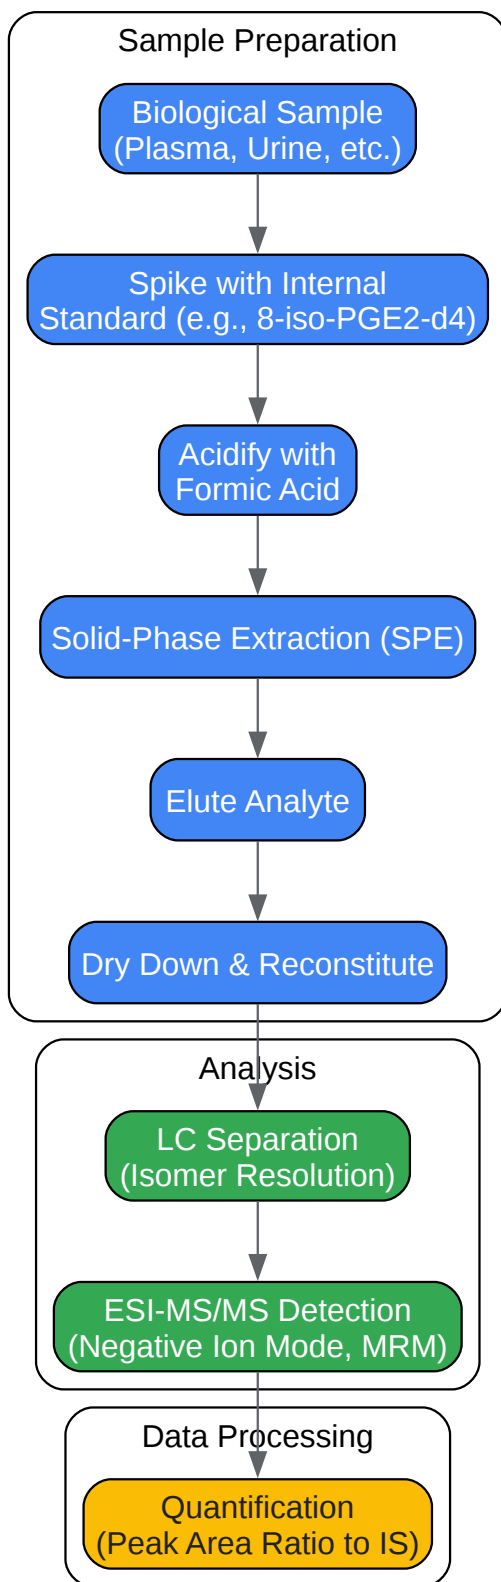 Sample Preparation
Biological Sample
(Plasma, Urine, etc.)
Spike with Internal
Standard (e.g., 8-iso-PGE2-d4)
Acidify with
Formic Acid
Solid-Phase Extraction (SPE)
Elute Analyte
Dry Down & Reconstitute
Analysis
LC Separation
(Isomer Resolution)
ESI-MS/MS Detection
(Negative Ion Mode, MRM)
Data Processing
Quantification
(Peak Area Ratio to IS)